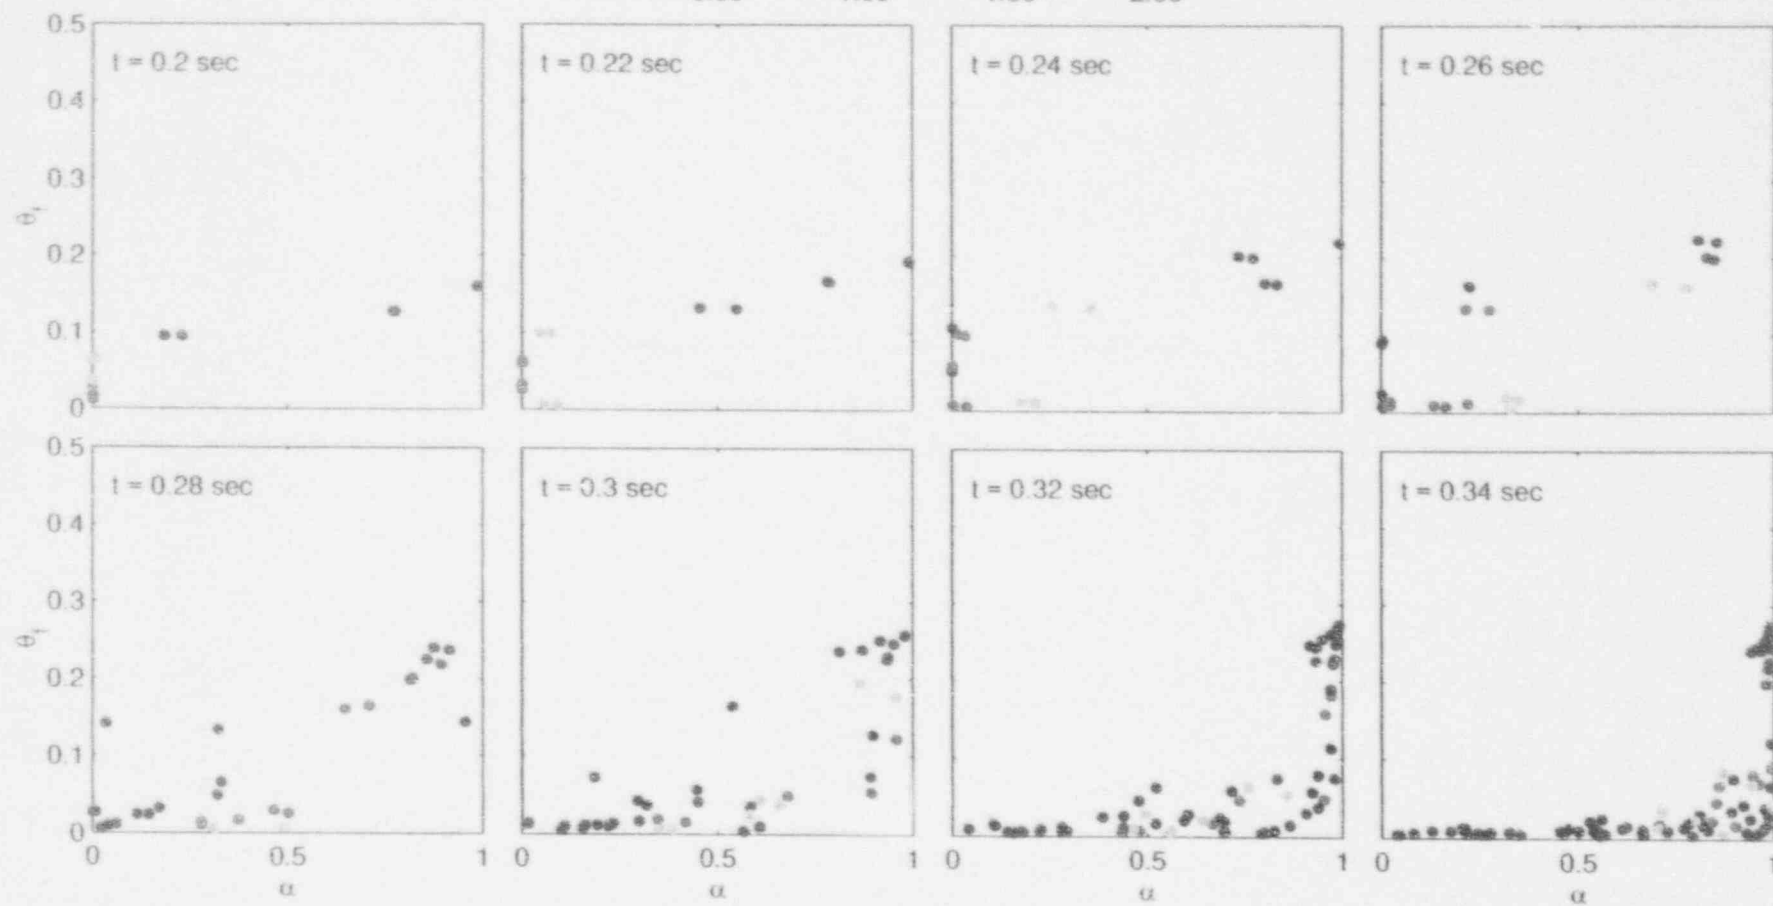 0.5
t = 0.2 sec
t = 0.22 sec
t = 0.24 sec
t = 0.26 sec
0.4
0.3
θf
0.2
0.1
0
0.5
t = 0.28 sec
t = 0.3 sec
t = 0.32 sec
t = 0.34 sec
0.4
0.3
θf
0.2
0.1
0
0 0.5 1
0 0.5 1
0 0.5 1
0 0.5 1
α
α
α
α